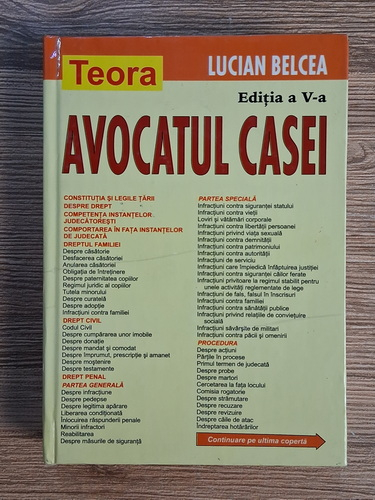 Teora
LUCIAN BELCEA
Ediția a V-a
AVOCATUL CASEI
CONSTITUȚIA ȘI LEGILE ȚĂRII
DESPRE DREPT
COMPETENȚA INSTANȚELOR
JUDECĂTOREȘTI
COMPORTAREA ÎN FAȚA INSTANȚELOR
DE JUDECATĂ
DREPTUL FAMILIEI
Despre căsătorie
Desfacerea căsătoriei
Anularea căsătoriei
Obligația de întreținere
Despre paternitatea copiilor
Regimul juridic al copiilor
Tutela minorului
Despre curatelă
Despre adopție
Infracțiuni contra familiei
DREPT CIVIL
Codul Civil
Despre cumpărarea unor imobile
Despre donație
Despre mandat și comodat
Despre împrumut, prescripție și amanet
Despre moștenire
Despre testamente
DREPT PENAL
PARTEA GENERALĂ
Despre infracțiune
Despre pedepse
Despre legitima apărare
Liberarea condiționată
Înlocuirea răspunderii penale
Minorii infractori
Reabilitarea
Despre măsurile de siguranță
PARTEA SPECIALĂ
Infracțiuni contra siguranței statului
Infracțiuni contra vieții
Loviri și vătămări corporale
Infracțiuni contra libertății persoanei
Infracțiuni privind viața sexuală
Infracțiuni contra demnității
Infracțiuni contra patrimoniului
Infracțiuni contra autorității
Infracțiuni de serviciu
Infracțiuni care împiedică înfăptuirea justiției
Infracțiuni contra siguranței căilor ferate
Infracțiuni privitoare la regimul stabilit pentru
unele activități reglementate de lege
Infracțiuni de fals, falsul în înscrisuri
Infracțiuni contra familiei
Infracțiuni contra sănătății publice
Infracțiuni privind relațiile de conviețuire
socială
Infracțiuni săvârșite de militari
Infracțiuni contra păcii și omenirii
PROCEDURA
Despre acțiuni
Părțile în procese
Primul termen de judecată
Despre probe
Despre martori
Cercetarea la fața locului
Comisia rogatorie
Despre strămutare
Despre recuzare
Despre revizuire
Despre căile de atac
Îndreptarea hotărârilor
Continuare pe ultima copertă